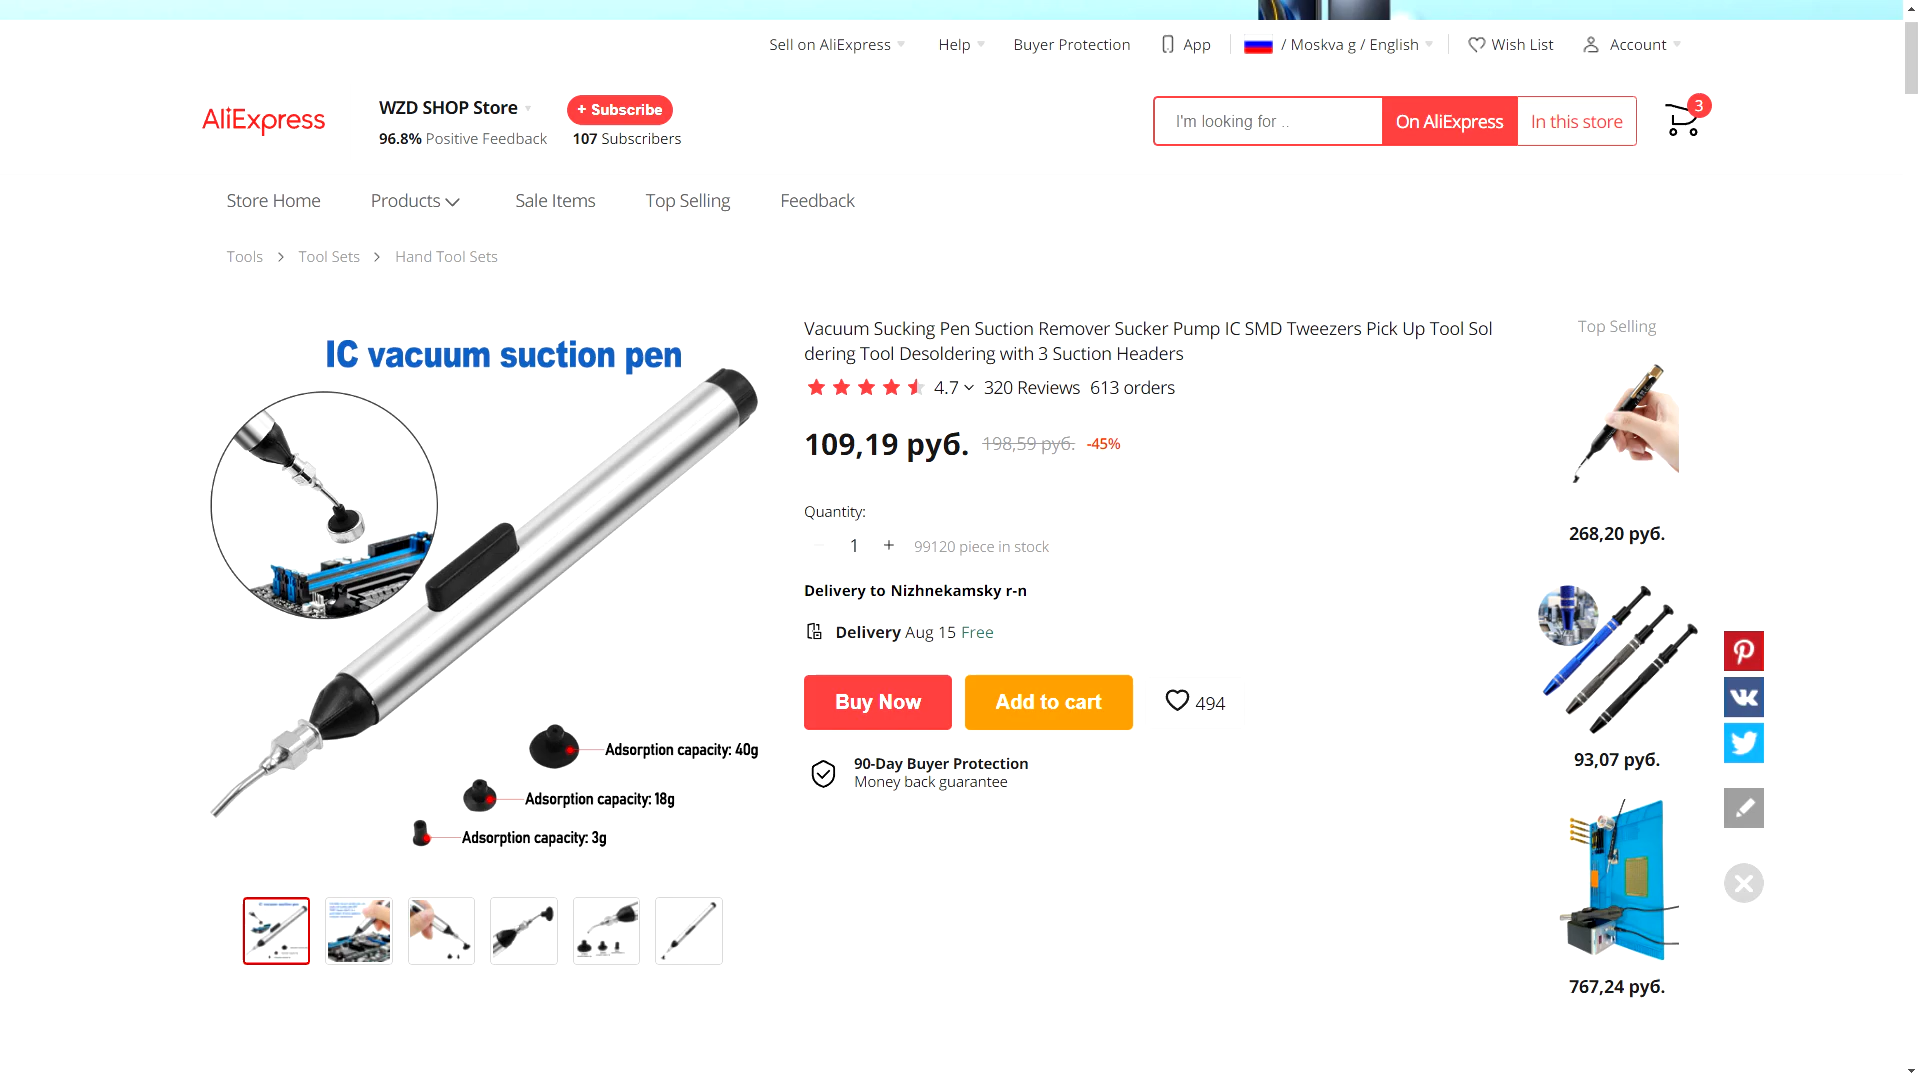 Sell on AliExpress
Help
Buyer Protection
App
/ Moskva g / English
Wish List
Account
AliExpress
WZD SHOP Store
+ Subscribe
96.8% Positive Feedback
107 Subscribers
I'm looking for ..
On AliExpress
In this store
3
Store Home
Products
Sale Items
Top Selling
Feedback
Tools > Tool Sets > Hand Tool Sets
IC vacuum suction pen
Adsorption capacity: 40g
Adsorption capacity: 18g
Adsorption capacity: 3g
Vacuum Sucking Pen Suction Remover Sucker Pump IC SMD Tweezers Pick Up Tool Sol
dering Tool Desoldering with 3 Suction Headers
4.7 320 Reviews 613 orders
109,19 руб. 198,59 руб. -45%
Quantity:
1 + 99120 piece in stock
Delivery to Nizhnekamsky r-n
Delivery Aug 15 Free
Buy Now
Add to cart
494
90-Day Buyer Protection
Money back guarantee
Top Selling
268,20 руб.
93,07 руб.
767,24 руб.